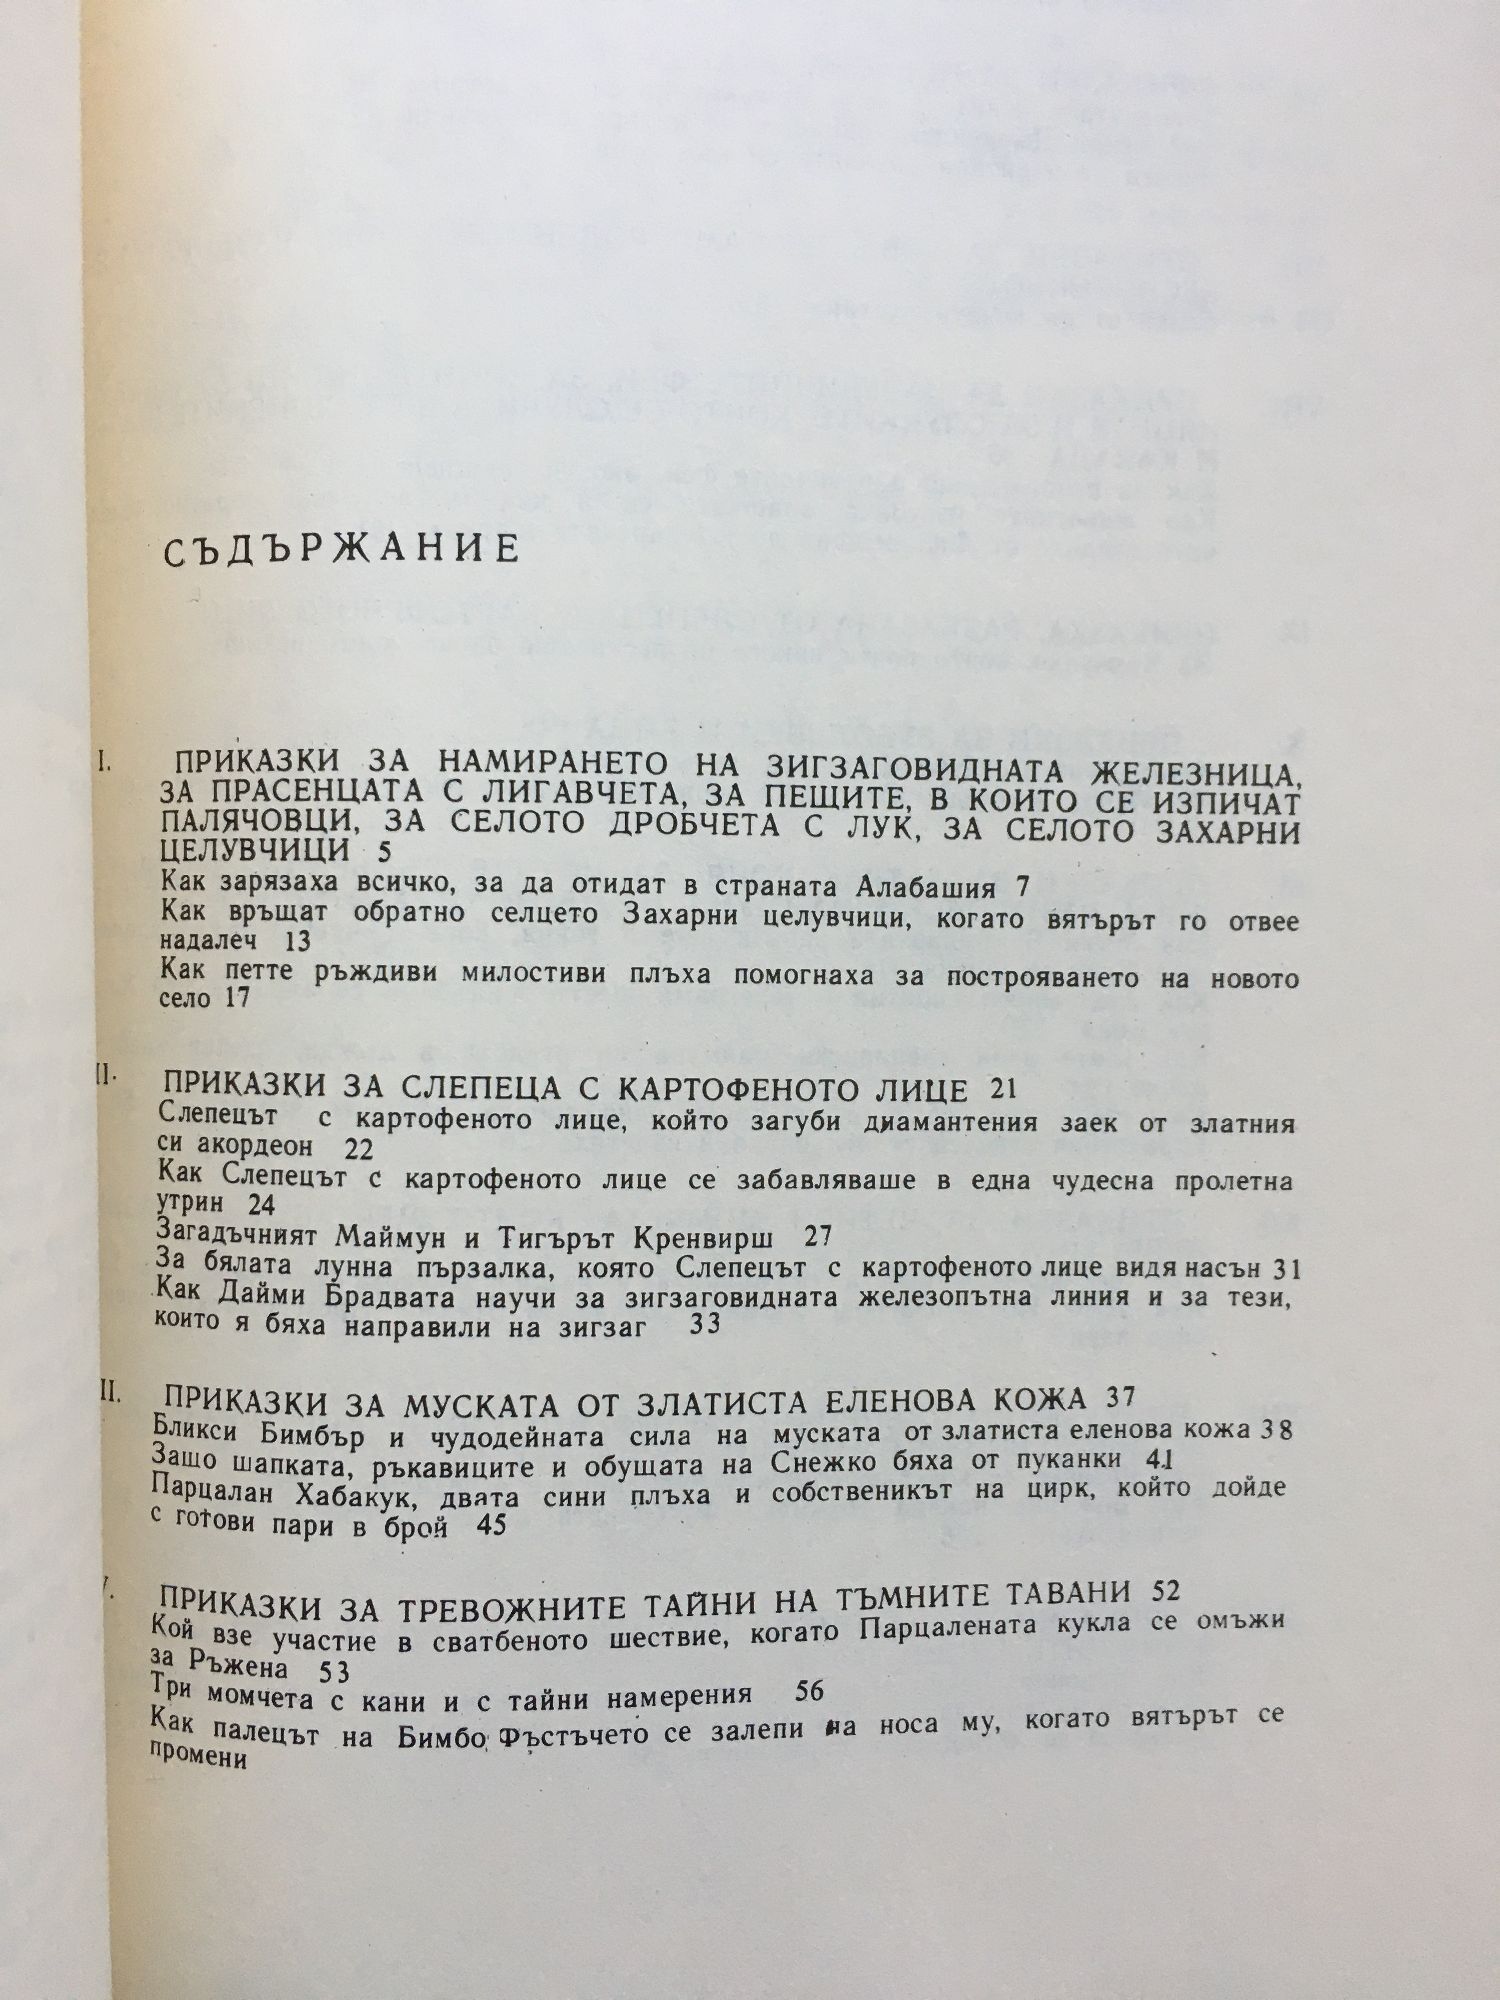 СЪДЪРЖАНИЕ
I. ПРИКАЗКИ ЗА НАМИРАНЕТО НА ЗИГЗАГОВИДНАТА ЖЕЛЕЗНИЦА,
ЗА ПРАСЕНЦАТА С ЛИГАВЧЕТА, ЗА ПЕЩИТЕ, В КОИТО СЕ ИЗПИЧАТ
ПАЛЯЧОВЦИ, ЗА СЕЛОТО ДРОБЧЕТА С ЛУК, ЗА СЕЛОТО ЗАХАРНИ
ЦЕЛУВЧИЦИ 5
Как зарязаха всичко, за да отидат в страната Алабашия 7
Как връщат обратно селцето Захарни целувчици, когато вятърът го отвее
надалеч 13
Как петте ръждиви милостиви плъха помогнаха за построяването на новото
село 17
II. ПРИКАЗКИ ЗА СЛЕПЕЦА С КАРТОФЕНОТО ЛИЦЕ 21
Слепецът с картофеното лице, който загуби диамантения заек от златния
си акордеон 22
Как Слепецът с картофеното лице се забавляваше в една чудесна пролетна
утрин 24
Загадъчният Маймун и Тигърът Кренвирш 27
За бялата лунна пързалка, която Слепецът с картофеното лице видя насън 31
Как Дайми Брадвата научи за зигзаговидната железопътна линия и за тези,
които я бяха направили на зигзаг 33
II. ПРИКАЗКИ ЗА МУСКАТА ОТ ЗЛАТИСТА ЕЛЕНОВА КОЖА 37
Бликси Бимбър и чудодейната сила на муската от златиста еленова кожа 38
Защо шапката, ръкавиците и обущата на Снежко бяха от пуканки 41
Парцалан Хабакук, двата сини плъха и собственикът на цирк, който дойде
с готови пари в брой 45
ПРИКАЗКИ ЗА ТРЕВОЖНИТЕ ТАЙНИ НА ТЪМНИТЕ ТАВАНИ 52
Кой взе участие в сватбеното шествие, когато Парцалената кукла се омъжи
за Ръжена 53
Три момчета с кани и с тайни намерения 56
Как палецът на Бимбо Фъстъчето се залепи на носа му, когато вятърът се
промени